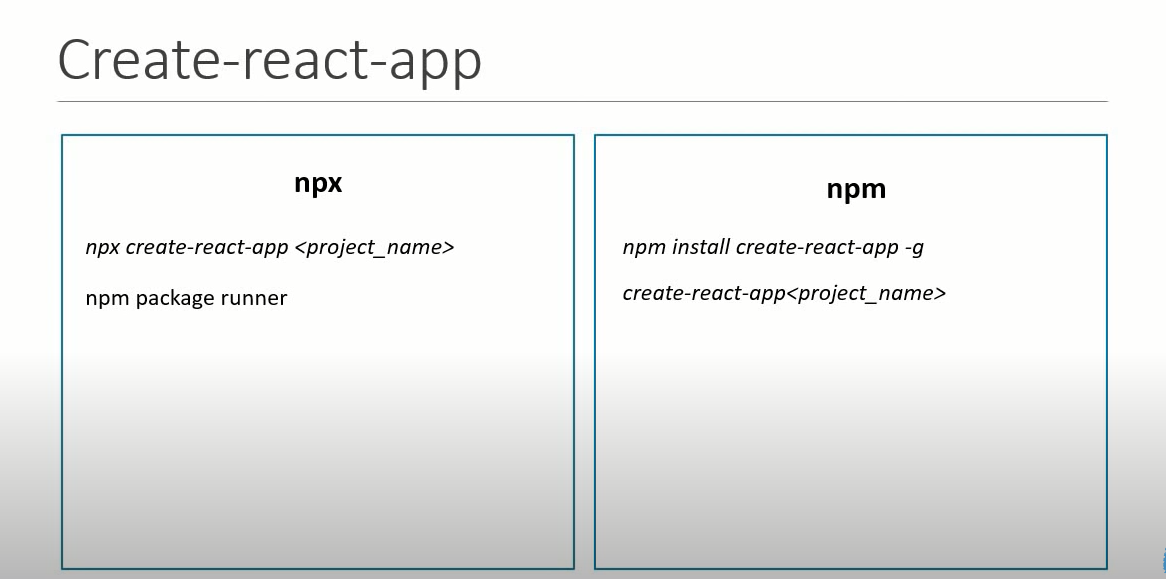 Create-react-app
npx
npx create-react-app <project_name>
npm package runner
npm
npm install create-react-app -g
create-react-app<project_name>